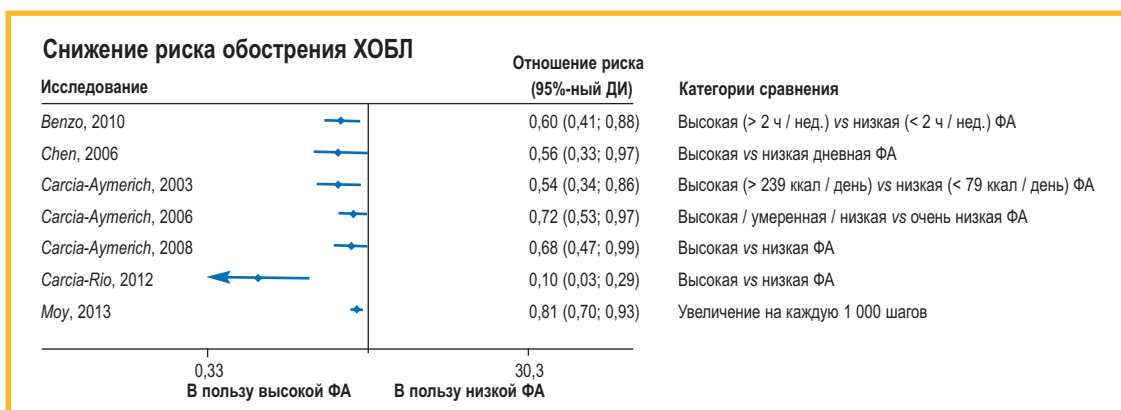 Снижение риска обострения ХОБЛ
Исследование
Отношение риска
(95%-ный ДИ)
Категории сравнения
Benzo, 2010 0,60 (0,41; 0,88) Высокая (> 2 ч / нед.) vs низкая (< 2 ч / нед.) ФА
Chen, 2006 0,56 (0,33; 0,97) Высокая vs низкая дневная ФА
Carcia-Aymerich, 2003 0,54 (0,34; 0,86) Высокая (> 239 ккал / день) vs низкая (< 79 ккал / день) ФА
Carcia-Aymerich, 2006 0,72 (0,53; 0,97) Высокая / умеренная / низкая vs очень низкая ФА
Carcia-Aymerich, 2008 0,68 (0,47; 0,99) Высокая vs низкая ФА
Carcia-Rio, 2012 0,10 (0,03; 0,29) Высокая vs низкая ФА
Moy, 2013 0,81 (0,70; 0,93) Увеличение на каждую 1 000 шагов
0,33 30,3
В пользу высокой ФА В пользу низкой ФА